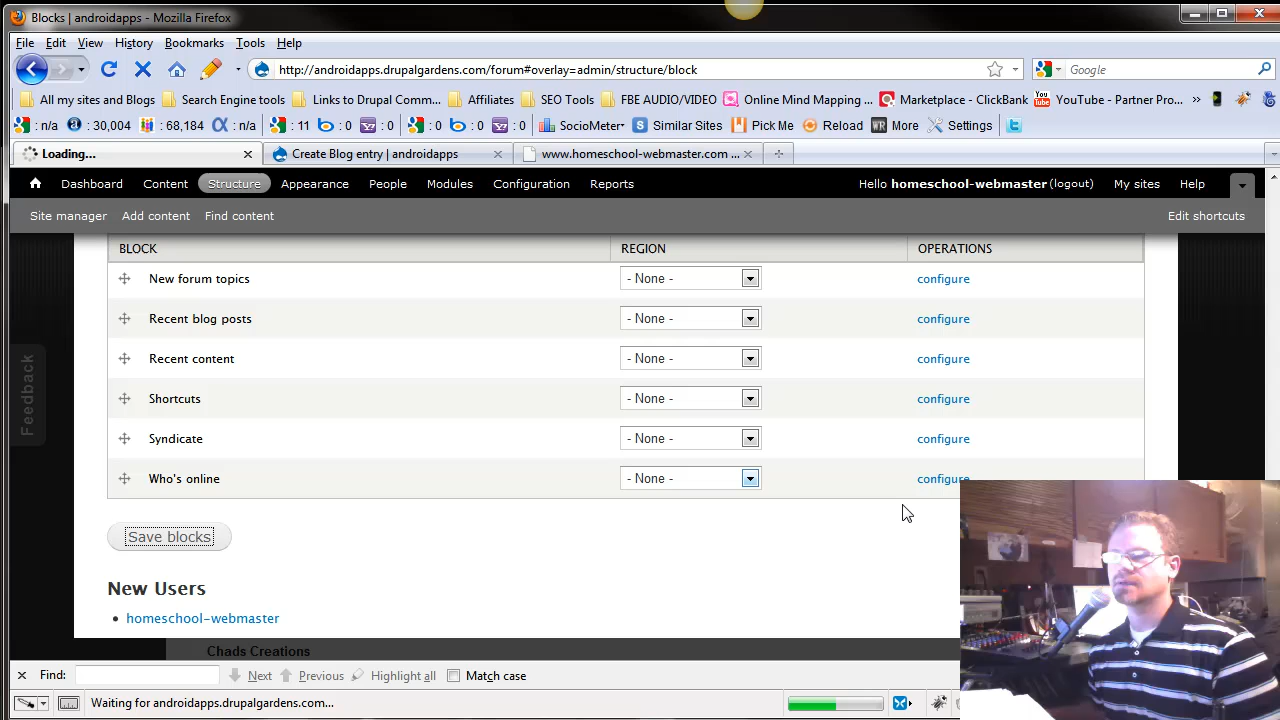 Blocks | androidapps - Mozilla Firefox
File Edit View History Bookmarks Tools Help
http://androidapps.drupalgardens.com/forum#overlay=admin/structure/block
Google
All my sites and Blogs Search Engine tools Links to Drupal Comm... Affiliates SEO Tools FBE AUDIO/VIDEO Online Mind Mapping ... Marketplace - ClickBank YouTube - Partner Pro... »
: n/a : 30,004 : 68,184 : n/a : 11 : 0 : 0 : 0 : 0 : 0 SocioMeter Similar Sites Pick Me Reload WR More Settings
Loading... Create Blog entry | androidapps www.homeschool-webmaster.com ...
Dashboard Content Structure Appearance People Modules Configuration Reports Hello homeschool-webmaster (logout) My sites Help
Site manager Add content Find content Edit shortcuts
BLOCK REGION OPERATIONS
New forum topics - None - configure
Recent blog posts - None - configure
Recent content - None - configure
Shortcuts - None - configure
Syndicate - None - configure
Who's online - None - configure
Feedback
Save blocks
New Users
• homeschool-webmaster
Chads Creations
Find: Next Previous Highlight all Match case
Waiting for androidapps.drupalgardens.com...